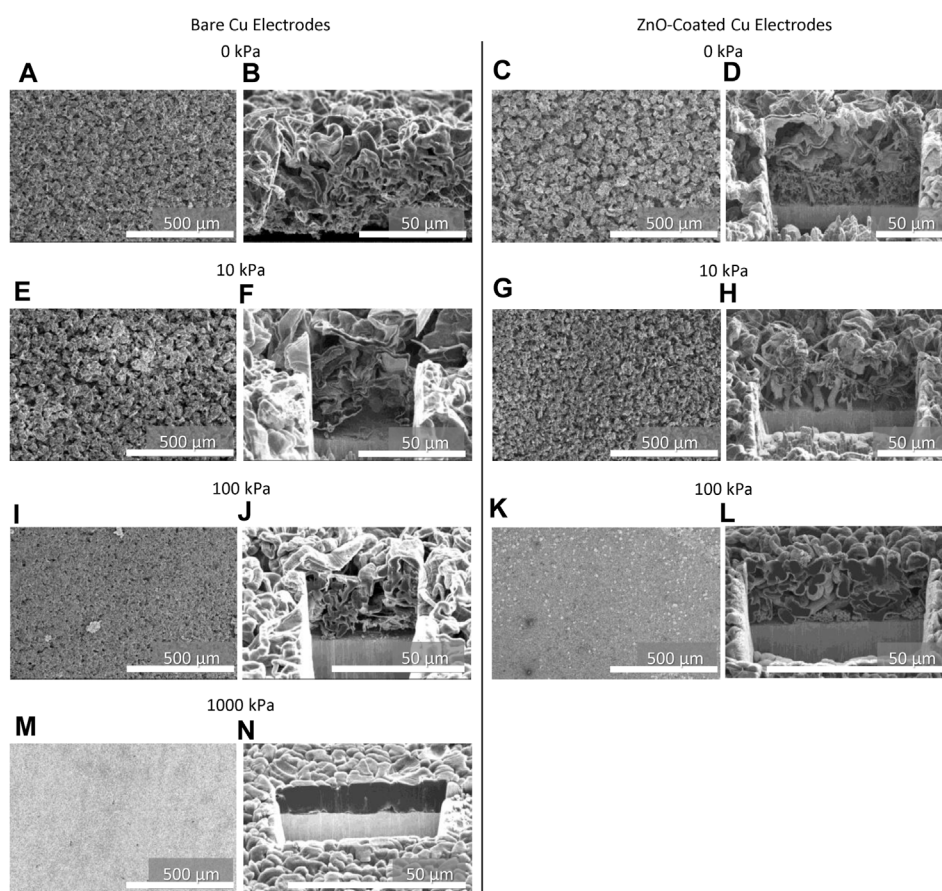 Bare Cu Electrodes
ZnO-Coated Cu Electrodes
0 kPa
0 kPa
A
B
C
D
500 µm
50 µm
500 µm
50 µm
10 kPa
10 kPa
E
F
G
H
500 µm
50 µm
500 µm
50 µm
100 kPa
100 kPa
I
J
K
L
500 µm
50 µm
500 µm
50 µm
1000 kPa
M
N
500 µm
50 µm